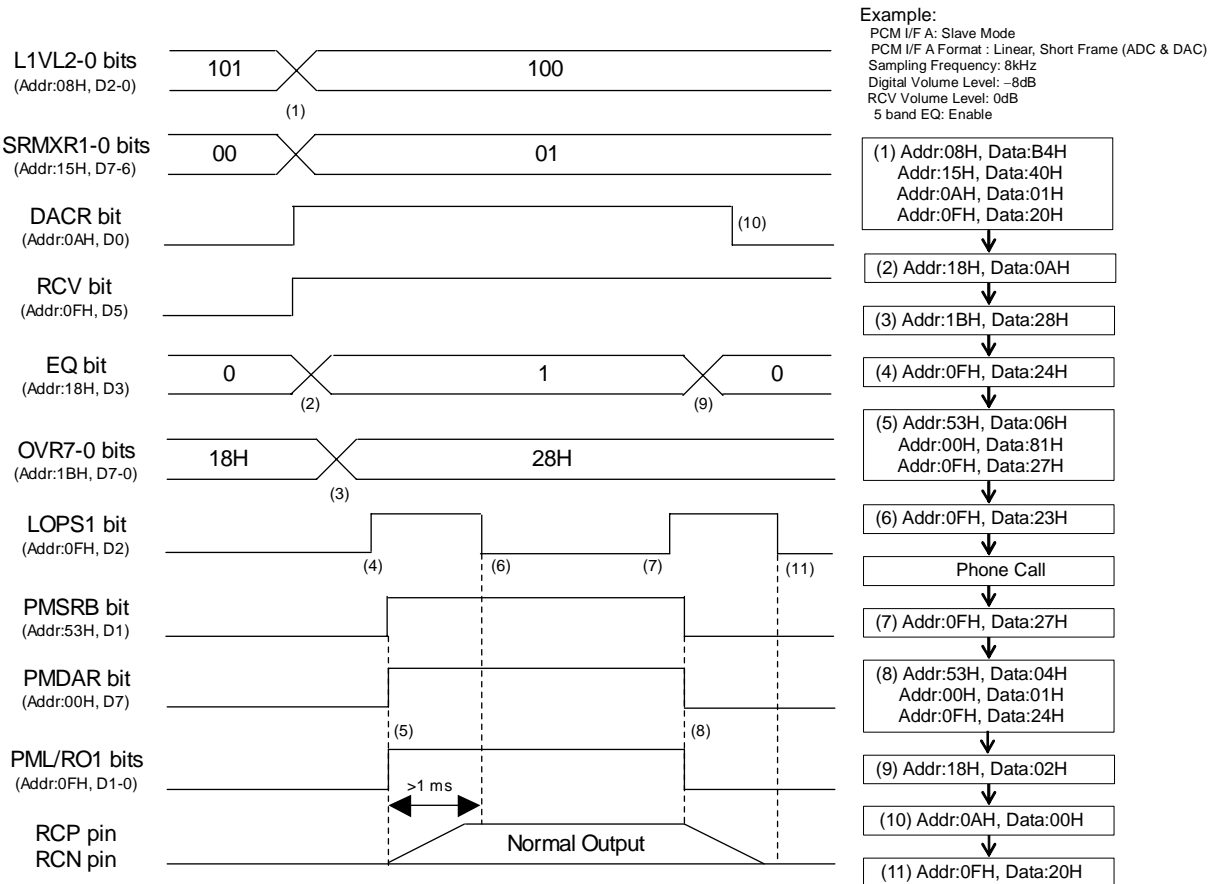 L1VL2-0 bits
(Addr:08H, D2-0)
101
100
(1)
SRMXR1-0 bits
(Addr:15H, D7-6)
00
01
DACR bit
(Addr:0AH, D0)
(10)
RCV bit
(Addr:0FH, D5)
EQ bit
(Addr:18H, D3)
0
1
0
(2)
(9)
OVR7-0 bits
(Addr:1BH, D7-0)
18H
28H
(3)
LOPS1 bit
(Addr:0FH, D2)
(4)
(6)
(7)
(11)
PMSRB bit
(Addr:53H, D1)
PMDAR bit
(Addr:00H, D7)
(5)
(8)
PML/RO1 bits
(Addr:0FH, D1-0)
>1 ms
RCP pin
RCN pin
Normal Output
Example:
PCM I/F A: Slave Mode
PCM I/F A Format : Linear, Short Frame (ADC & DAC)
Sampling Frequency: 8kHz
Digital Volume Level: −8dB
RCV Volume Level: 0dB
5 band EQ: Enable
(1) Addr:08H, Data:B4H
Addr:15H, Data:40H
Addr:0AH, Data:01H
Addr:0FH, Data:20H
(2) Addr:18H, Data:0AH
(3) Addr:1BH, Data:28H
(4) Addr:0FH, Data:24H
(5) Addr:53H, Data:06H
Addr:00H, Data:81H
Addr:0FH, Data:27H
(6) Addr:0FH, Data:23H
Phone Call
(7) Addr:0FH, Data:27H
(8) Addr:53H, Data:04H
Addr:00H, Data:01H
Addr:0FH, Data:24H
(9) Addr:18H, Data:02H
(10) Addr:0AH, Data:00H
(11) Addr:0FH, Data:20H